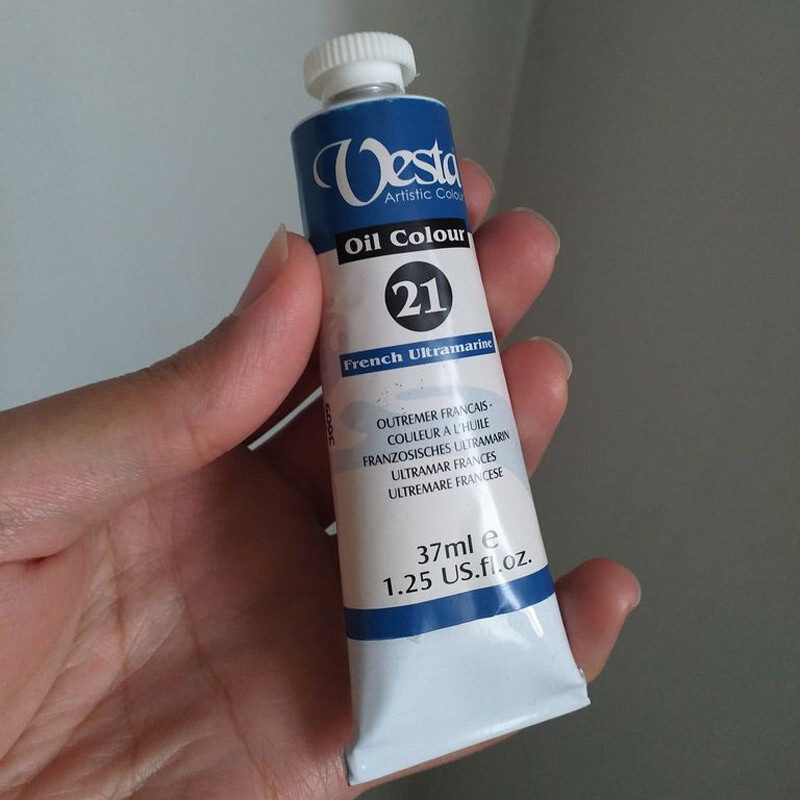 Vesta
Artistic Colour
Oil Colour
21
French Ultramarine
OUTREMER FRANCAIS -
COULEUR A L'HUILE
FRANZOSISCHES ULTRAMARIN
ULTRAMAR FRANCES
ULTREMARE FRANCESE
37ml e
1.25 US.fl.oz.